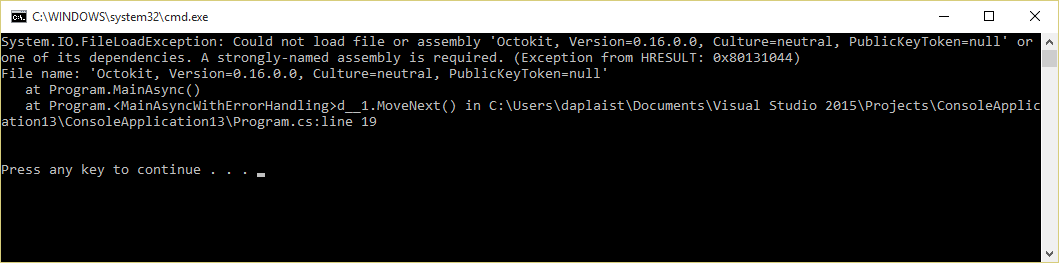 C:\WINDOWS\system32\cmd.exe
System.IO.FileLoadException: Could not load file or assembly 'Octokit, Version=0.16.0.0, Culture=neutral, PublicKeyToken=null' or
one of its dependencies. A strongly-named assembly is required. (Exception from HRESULT: 0x80131044)
File name: 'Octokit, Version=0.16.0.0, Culture=neutral, PublicKeyToken=null'
   at Program.MainAsync()
   at Program.<MainAsyncWithErrorHandling>d__1.MoveNext() in C:\Users\daplaist\Documents\Visual Studio 2015\Projects\ConsoleApplic
ation13\ConsoleApplication13\Program.cs:line 19
Press any key to continue . . .